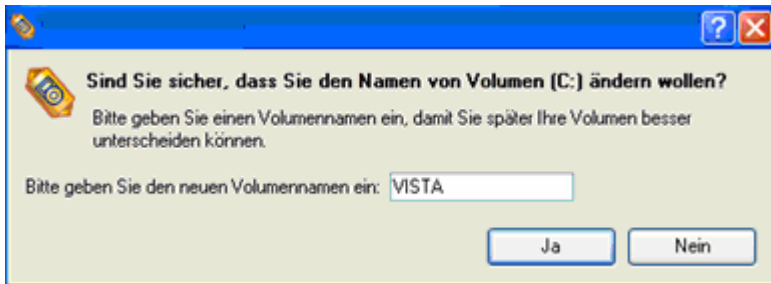 Sind Sie sicher, dass Sie den Namen von Volumen (C:) ändern wollen?
Bitte geben Sie einen Volumennamen ein, damit Sie später Ihre Volumen besser
unterscheiden können.
Bitte geben Sie den neuen Volumennamen ein: VISTA
Ja Nein